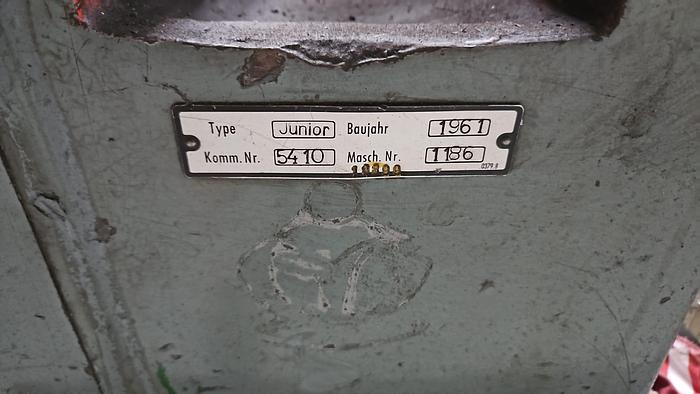 Type Junior Baujahr 1961
Komm. Nr. 5410 Masch. Nr. 1186